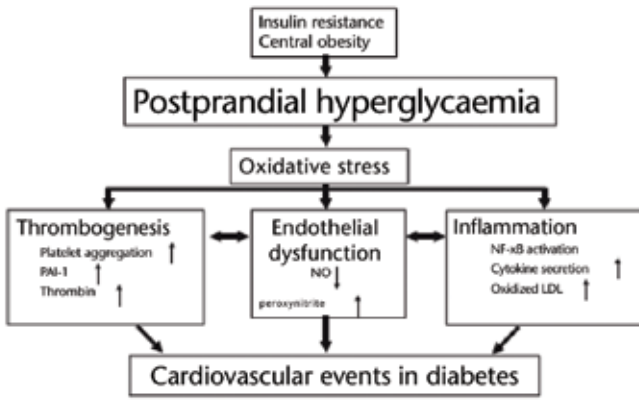 Insulin resistance
Central obesity
Postprandial hyperglycaemia
Oxidative stress
Thrombogenesis
Platelet aggregation ↑
PAI-1 ↑
Thrombin ↑
Endothelial
dysfunction
NO ↓
peroxynitrite ↑
Inflammation
NF-κB activation
Cytokine secretion ↑
Oxidized LDL ↑
Cardiovascular events in diabetes